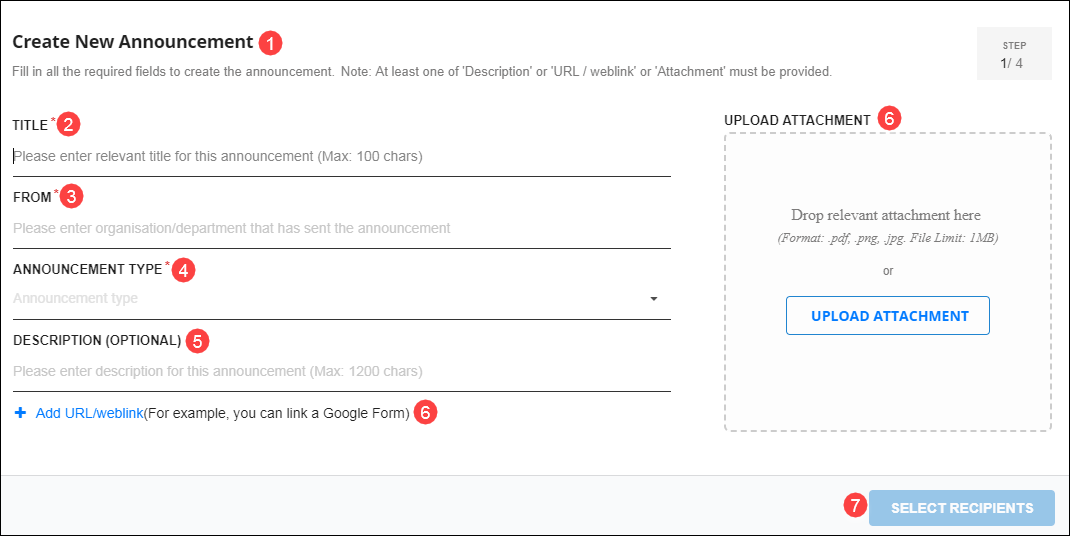 Create New Announcement 1
STEP
1/ 4
Fill in all the required fields to create the announcement. Note: At least one of 'Description' or 'URL / weblink' or 'Attachment' must be provided.
TITLE * 2
Please enter relevant title for this announcement (Max: 100 chars)
FROM * 3
Please enter organisation/department that has sent the announcement
ANNOUNCEMENT TYPE * 4
Announcement type
DESCRIPTION (OPTIONAL) 5
Please enter description for this announcement (Max: 1200 chars)
+ Add URL/weblink(For example, you can link a Google Form) 6
UPLOAD ATTACHMENT 6
Drop relevant attachment here
(Format: .pdf, .png, .jpg. File Limit: 1MB)
or
UPLOAD ATTACHMENT
7 SELECT RECIPIENTS